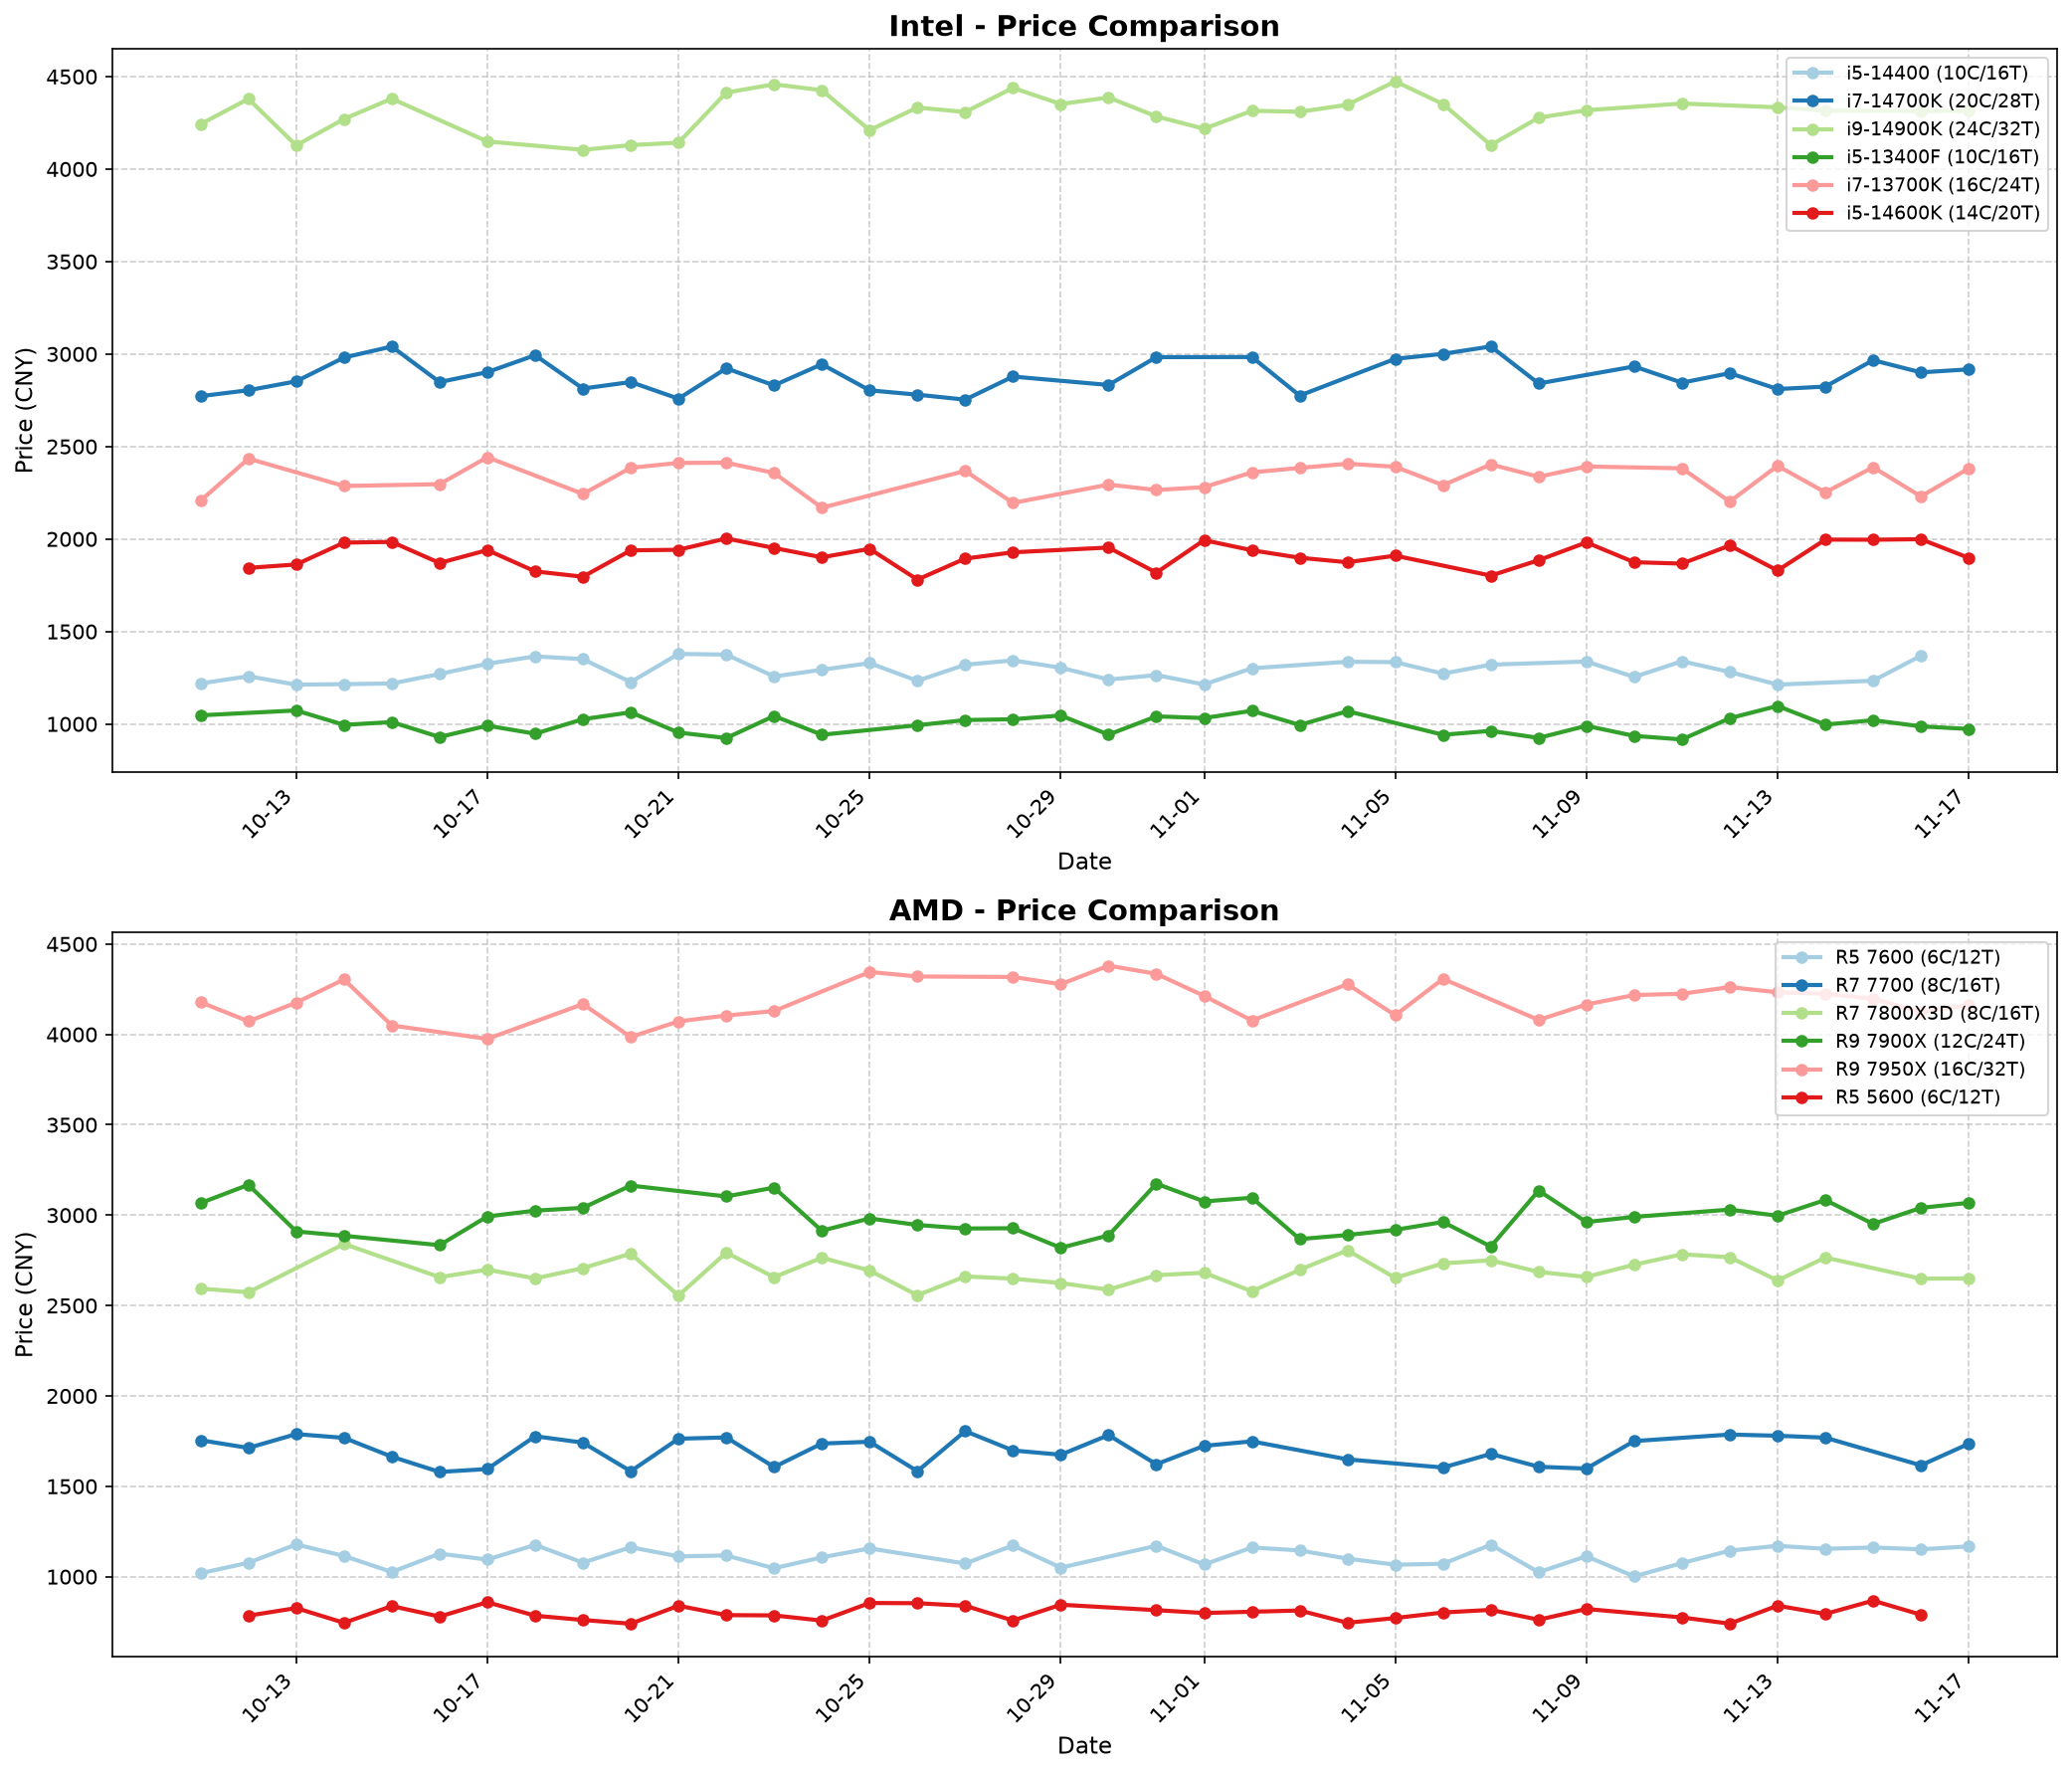 Intel - Price Comparison
Price (CNY)
4500
4000
3500
3000
2500
2000
1500
1000
i5-14400 (10C/16T)
i7-14700K (20C/28T)
i9-14900K (24C/32T)
i5-13400F (10C/16T)
i7-13700K (16C/24T)
i5-14600K (14C/20T)
10-13
10-17
10-21
10-25
10-29
11-01
11-05
11-09
11-13
11-17
Date
AMD - Price Comparison
Price (CNY)
4500
4000
3500
3000
2500
2000
1500
1000
R5 7600 (6C/12T)
R7 7700 (8C/16T)
R7 7800X3D (8C/16T)
R9 7900X (12C/24T)
R9 7950X (16C/32T)
R5 5600 (6C/12T)
10-13
10-17
10-21
10-25
10-29
11-01
11-05
11-09
11-13
11-17
Date